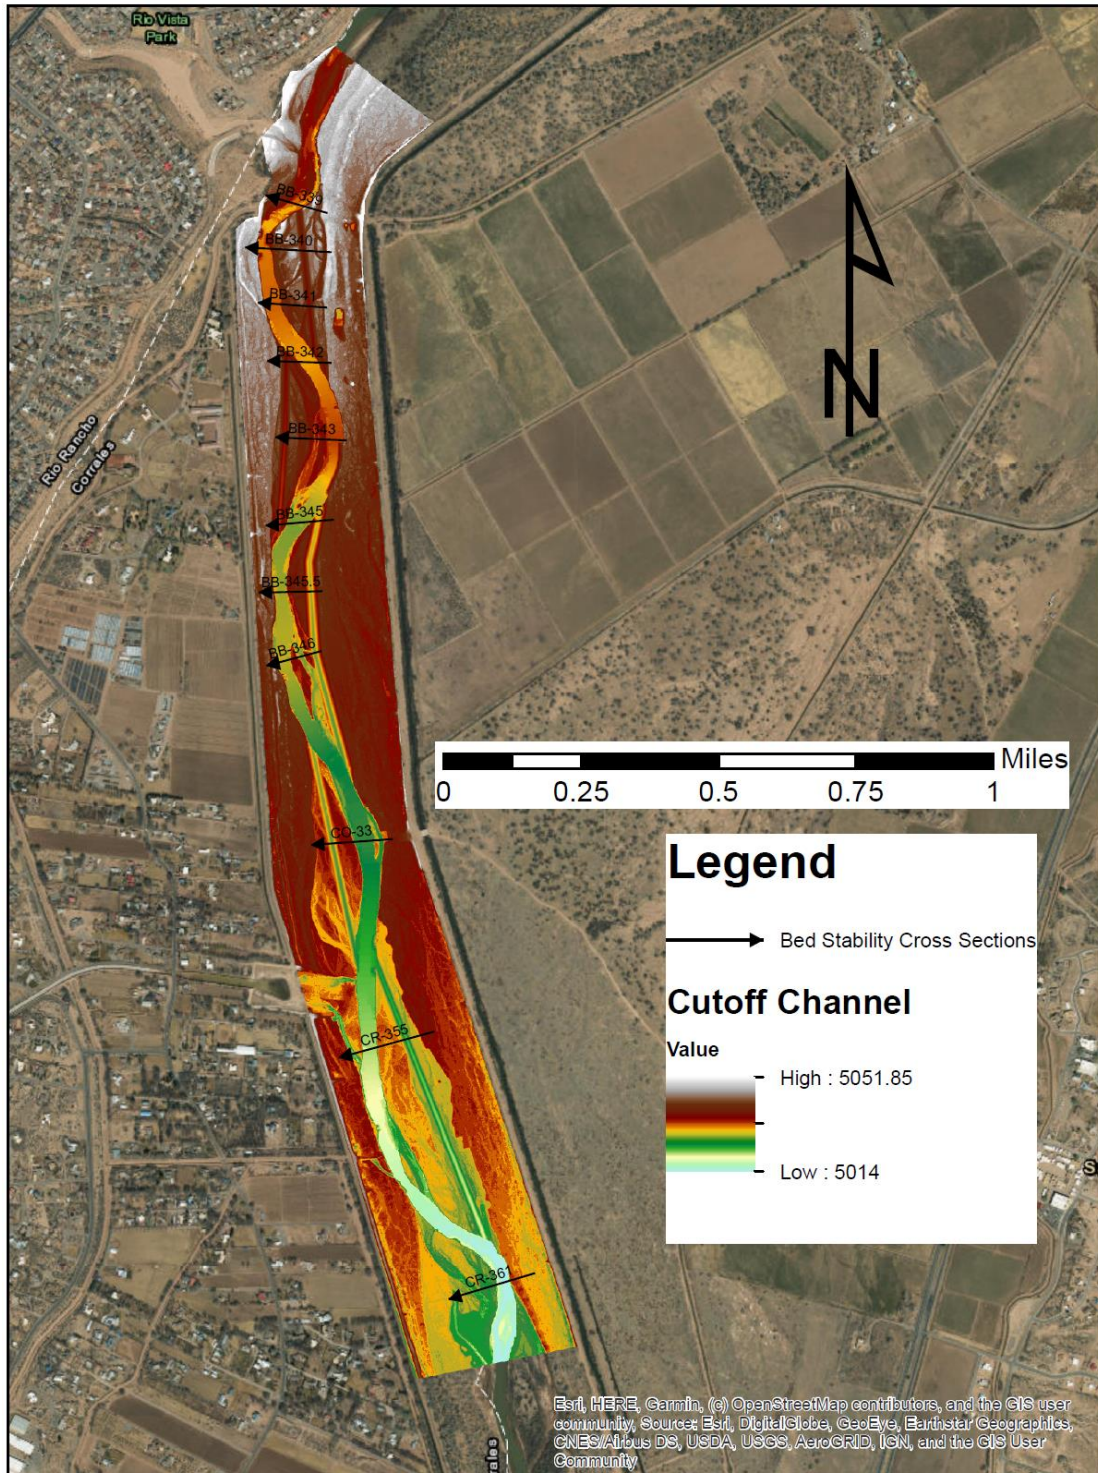 Rio Vista
Park
BB-339
BB-340
BB-341
BB-342
BB-343
Rio Rancho
Corrales
BB-345
BB-345.5
BB-346
N
Miles
0 0.25 0.5 0.75 1
CO-33
Legend
Bed Stability Cross Sections
Cutoff Channel
Value
High : 5051.85
Low : 5014
CR-355
S
CR-361
rales
Esri, HERE, Garmin, (c) OpenStreetMap contributors, and the GIS user
community, Source: Esri, DigitalGlobe, GeoEye, Earthstar Geographics,
CNES/Airbus DS, USDA, USGS, AeroGRID, IGN, and the GIS User
Community